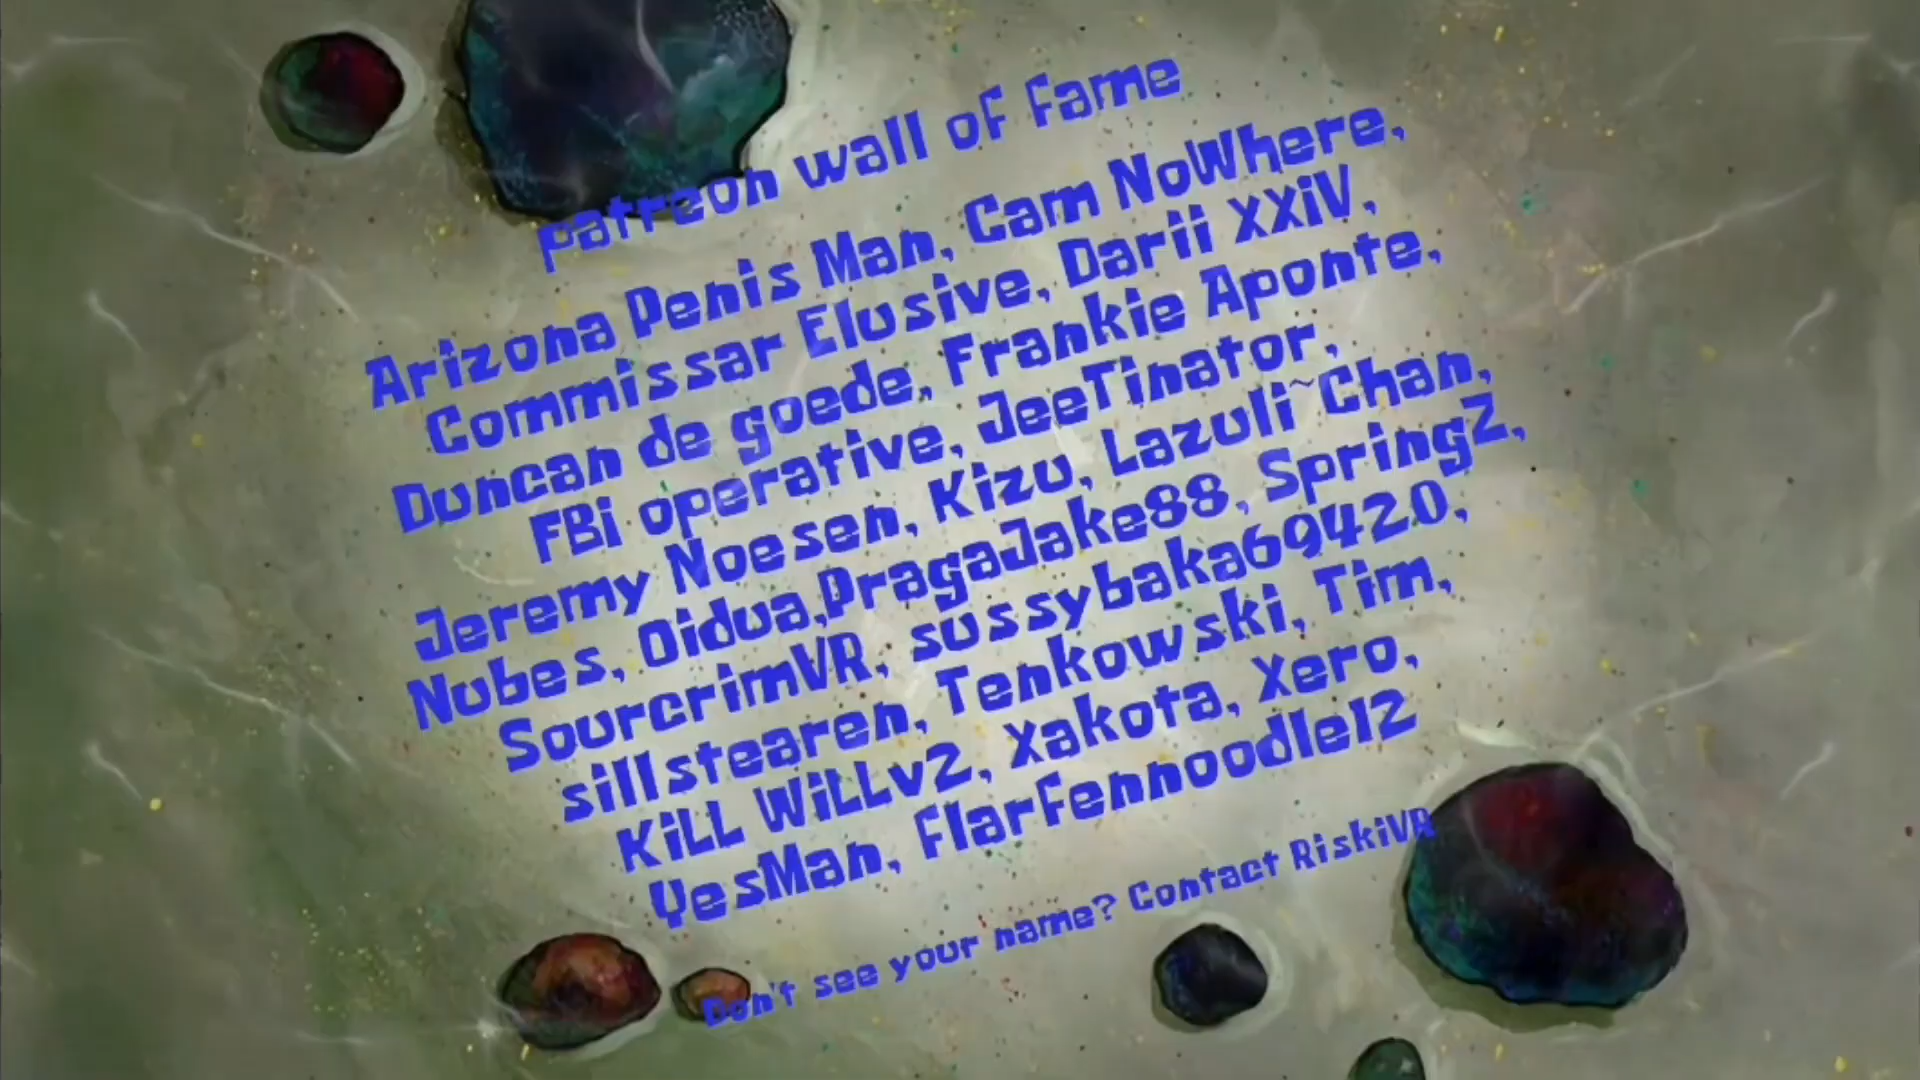 patreon wall of Fame
Arizona Penis Man, Cam NoWhere,
Commissar Elusive, Darii XXiV,
Duncan de goede, Frankie Aponte,
FBi operative, JeeTinator,
Jeremy Noesen, Kizu, Lazuli~Chan,
Nubes, Oidua,PragaJake88, SpringZ,
SourcrimVR, sussybaka69420,
sillstearen, Tenkowski, Tim,
KiLL WiLLv2, Xakota, Xero,
YesMan, Flarfennoodle12
Don't see your name? Contact RiskiVR